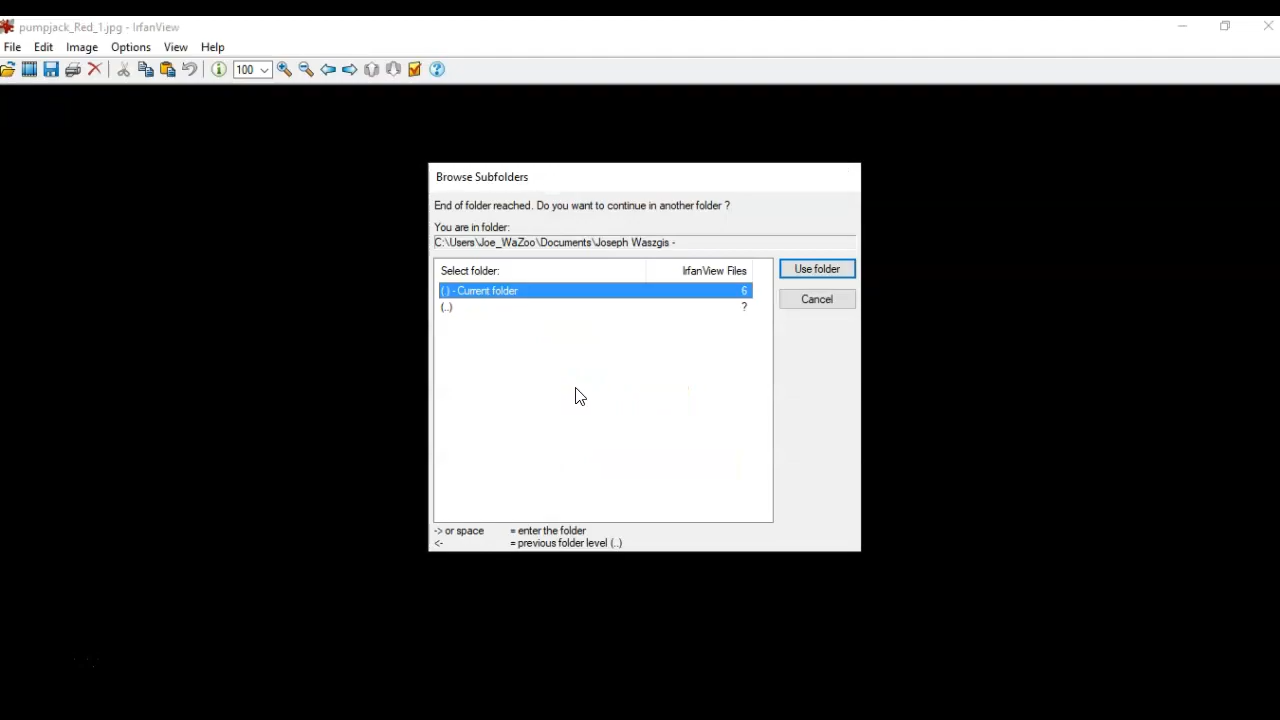 pumpjack_Red_1.jpg - IrfanView
File Edit Image Options View Help
100
Browse Subfolders
End of folder reached. Do you want to continue in another folder ?
You are in folder:
C:\Users\Joe_WaZoo\Documents\Joseph Waszgis -
Select folder: IrfanView Files
( ) - Current folder 6
(..) ?
Use folder
Cancel
-> or space = enter the folder
<- = previous folder level (..)